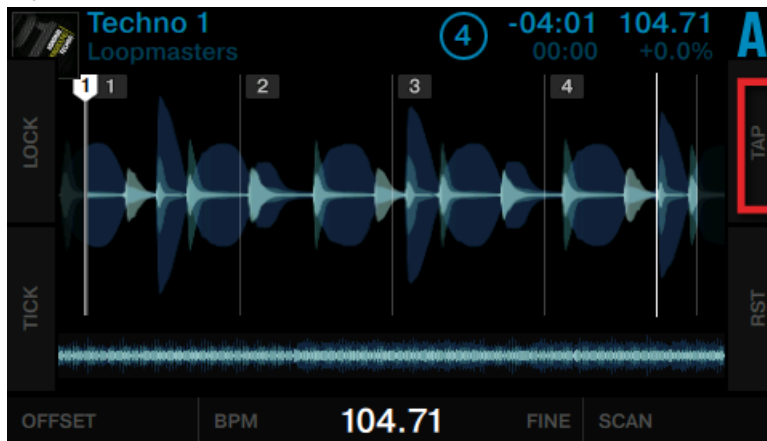 Techno 1
Loopmasters
4
-04:01 104.71
00:00 +0.0%
A
LOCK
TICK
TAP
RST
1 1 2 3 4
OFFSET BPM 104.71 FINE SCAN